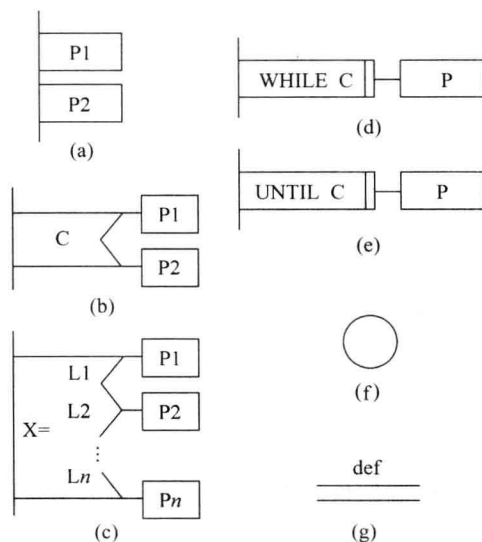 P1
P2
(a)
C
P1
P2
(b)
X=
L1
L2
⋮
Ln
P1
P2
Pn
(c)
WHILE C
P
(d)
UNTIL C
P
(e)
(f)
def
(g)